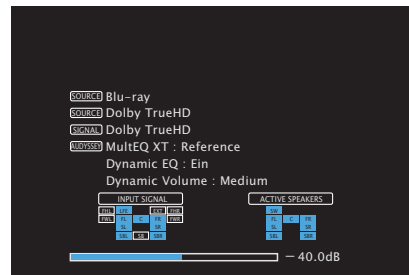 SOURCE Blu-ray
SOURCE Dolby TrueHD
SIGNAL Dolby TrueHD
AUDYSSEY MultEQ XT : Reference
Dynamic EQ : Ein
Dynamic Volume : Medium
INPUT SIGNAL ACTIVE SPEAKERS
FHL LFE EXT FHR SW
FWL FL C FR FWR FL C FR
SL SR SL SR
SBL SB SBR SBL SBR
-40.0dB